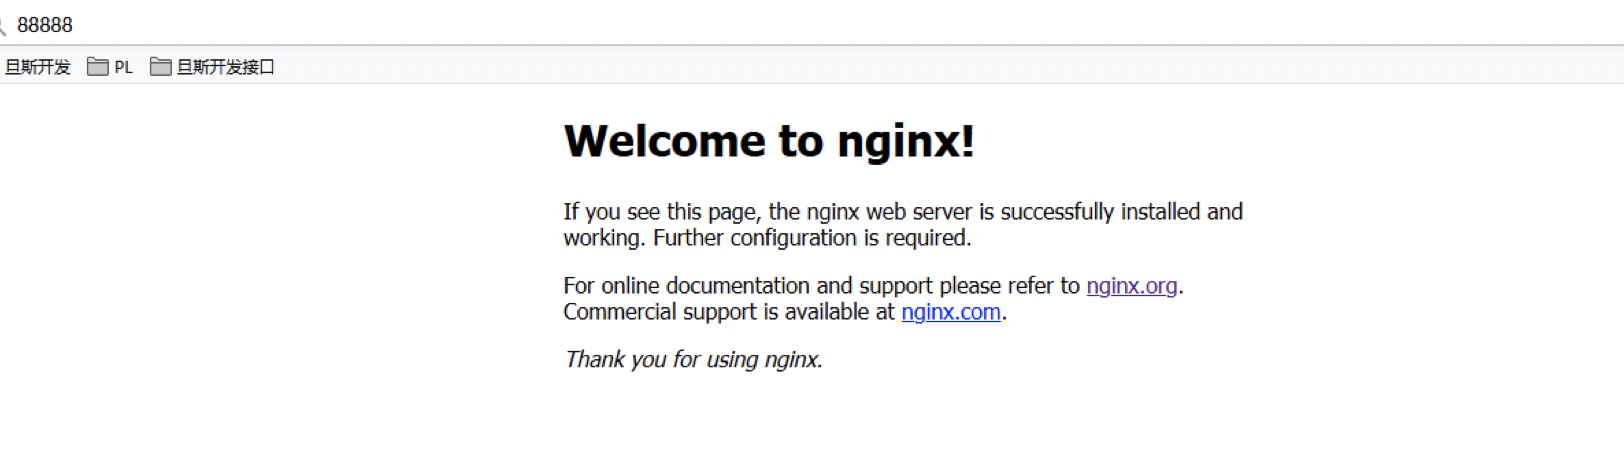 88888
旦斯开发 PL 旦斯开发接口
Welcome to nginx!
If you see this page, the nginx web server is successfully installed and
working. Further configuration is required.
For online documentation and support please refer to nginx.org.
Commercial support is available at nginx.com.
Thank you for using nginx.